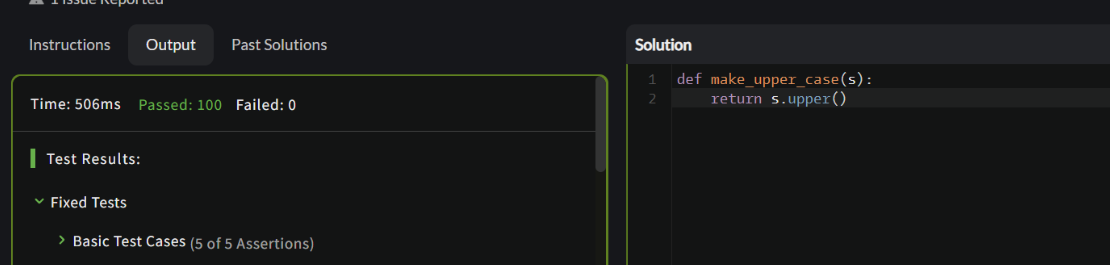 1 Issue Reported
Instructions Output Past Solutions
Time: 506ms Passed: 100 Failed: 0
Test Results:
Fixed Tests
Basic Test Cases (5 of 5 Assertions)
Solution
1 def make_upper_case(s):
2     return s.upper()